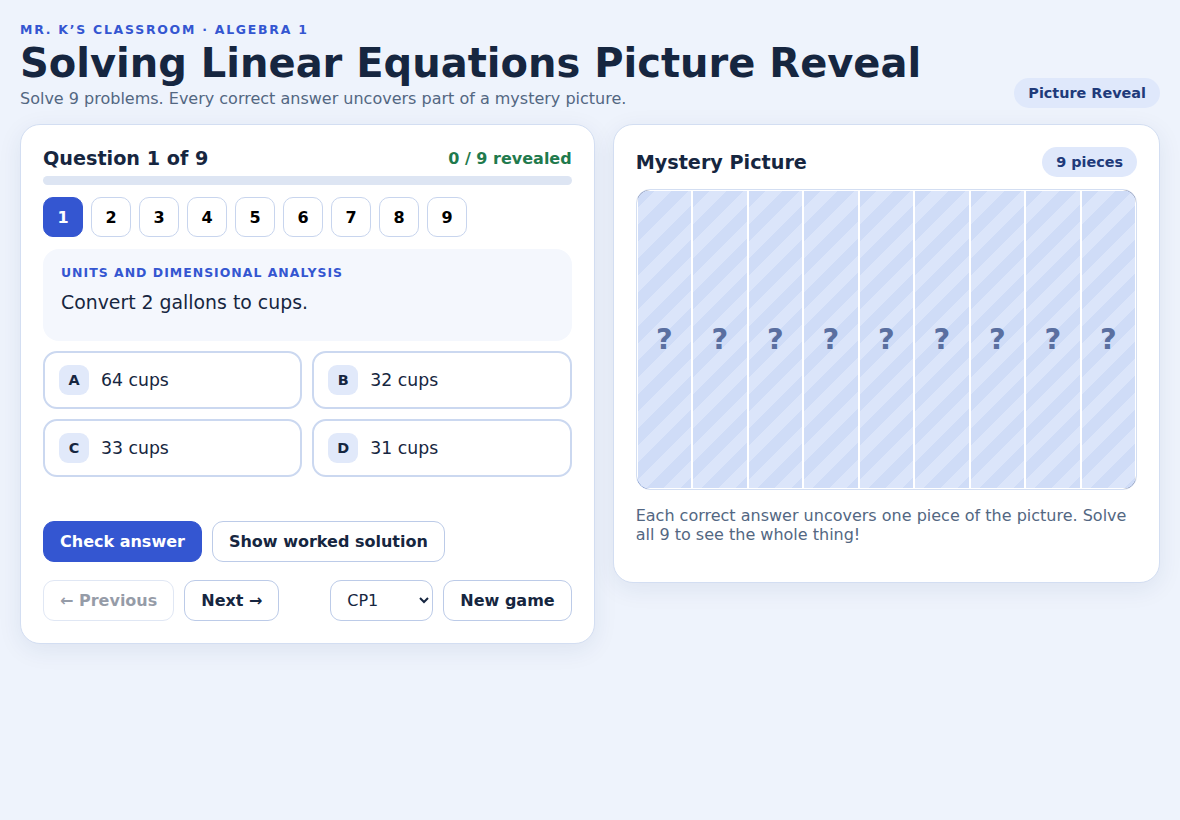 MR. K’S CLASSROOM · ALGEBRA 1
Solving Linear Equations Picture Reveal
Solve 9 problems. Every correct answer uncovers part of a mystery picture.
Picture Reveal
Question 1 of 9
0 / 9 revealed
1 2 3 4 5 6 7 8 9
UNITS AND DIMENSIONAL ANALYSIS
Convert 2 gallons to cups.
A 64 cups
B 32 cups
C 33 cups
D 31 cups
Check answer
Show worked solution
← Previous
Next →
CP1
New game
Mystery Picture
9 pieces
? ? ? ? ? ? ? ? ?
Each correct answer uncovers one piece of the picture. Solve
all 9 to see the whole thing!